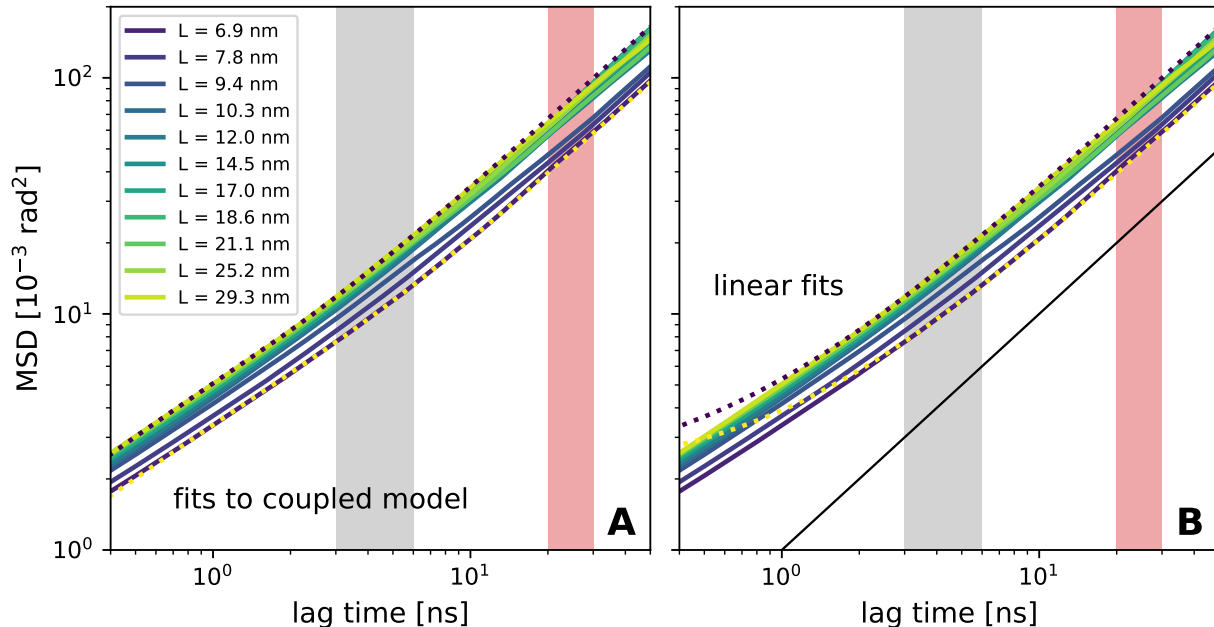 MSD [10⁻³ rad²]
10²
10¹
10⁰
L = 6.9 nm
L = 7.8 nm
L = 9.4 nm
L = 10.3 nm
L = 12.0 nm
L = 14.5 nm
L = 17.0 nm
L = 18.6 nm
L = 21.1 nm
L = 25.2 nm
L = 29.3 nm
fits to coupled model
A
10⁰ 10¹
lag time [ns]
linear fits
B
10⁰ 10¹
lag time [ns]